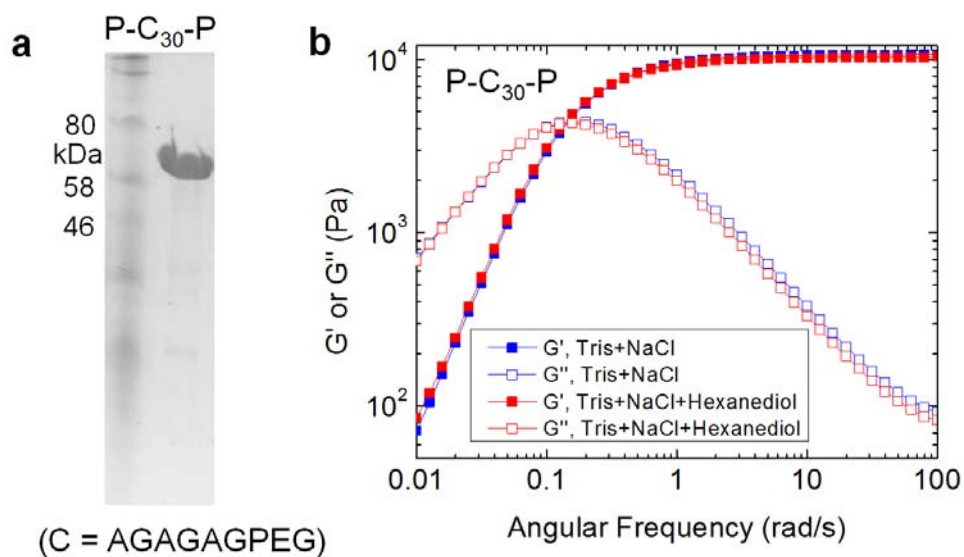 a
P-C₃₀-P
80
kDa
58
46
(C = AGAGAGPEG)
b
P-C₃₀-P
G' or G'' (Pa)
10⁴
10³
10²
G', Tris+NaCl
G'', Tris+NaCl
G', Tris+NaCl+Hexanediol
G'', Tris+NaCl+Hexanediol
0.01 0.1 1 10 100
Angular Frequency (rad/s)